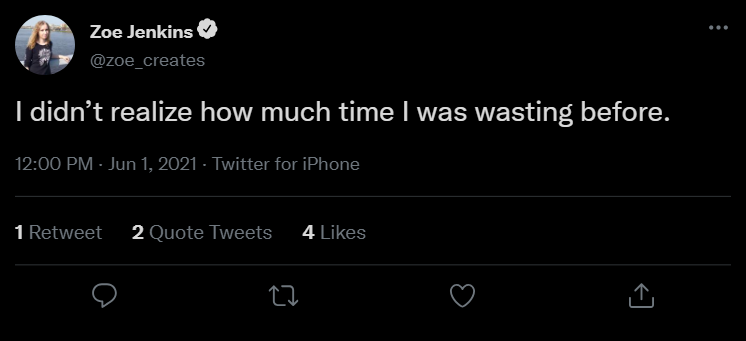 Zoe Jenkins
@zoe_creates
I didn’t realize how much time I was wasting before.
12:00 PM · Jun 1, 2021 · Twitter for iPhone
1 Retweet 2 Quote Tweets 4 Likes